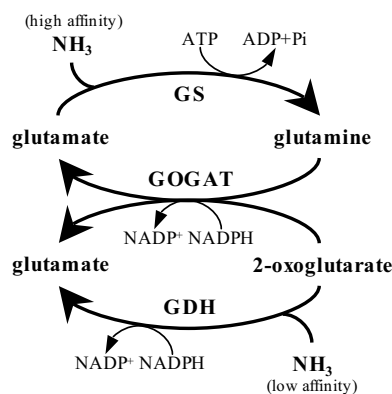 (high affinity)
NH₃
ATP ADP+Pi
GS
glutamate glutamine
GOGAT
NADP⁺ NADPH
glutamate 2-oxoglutarate
GDH
NADP⁺ NADPH
NH₃
(low affinity)